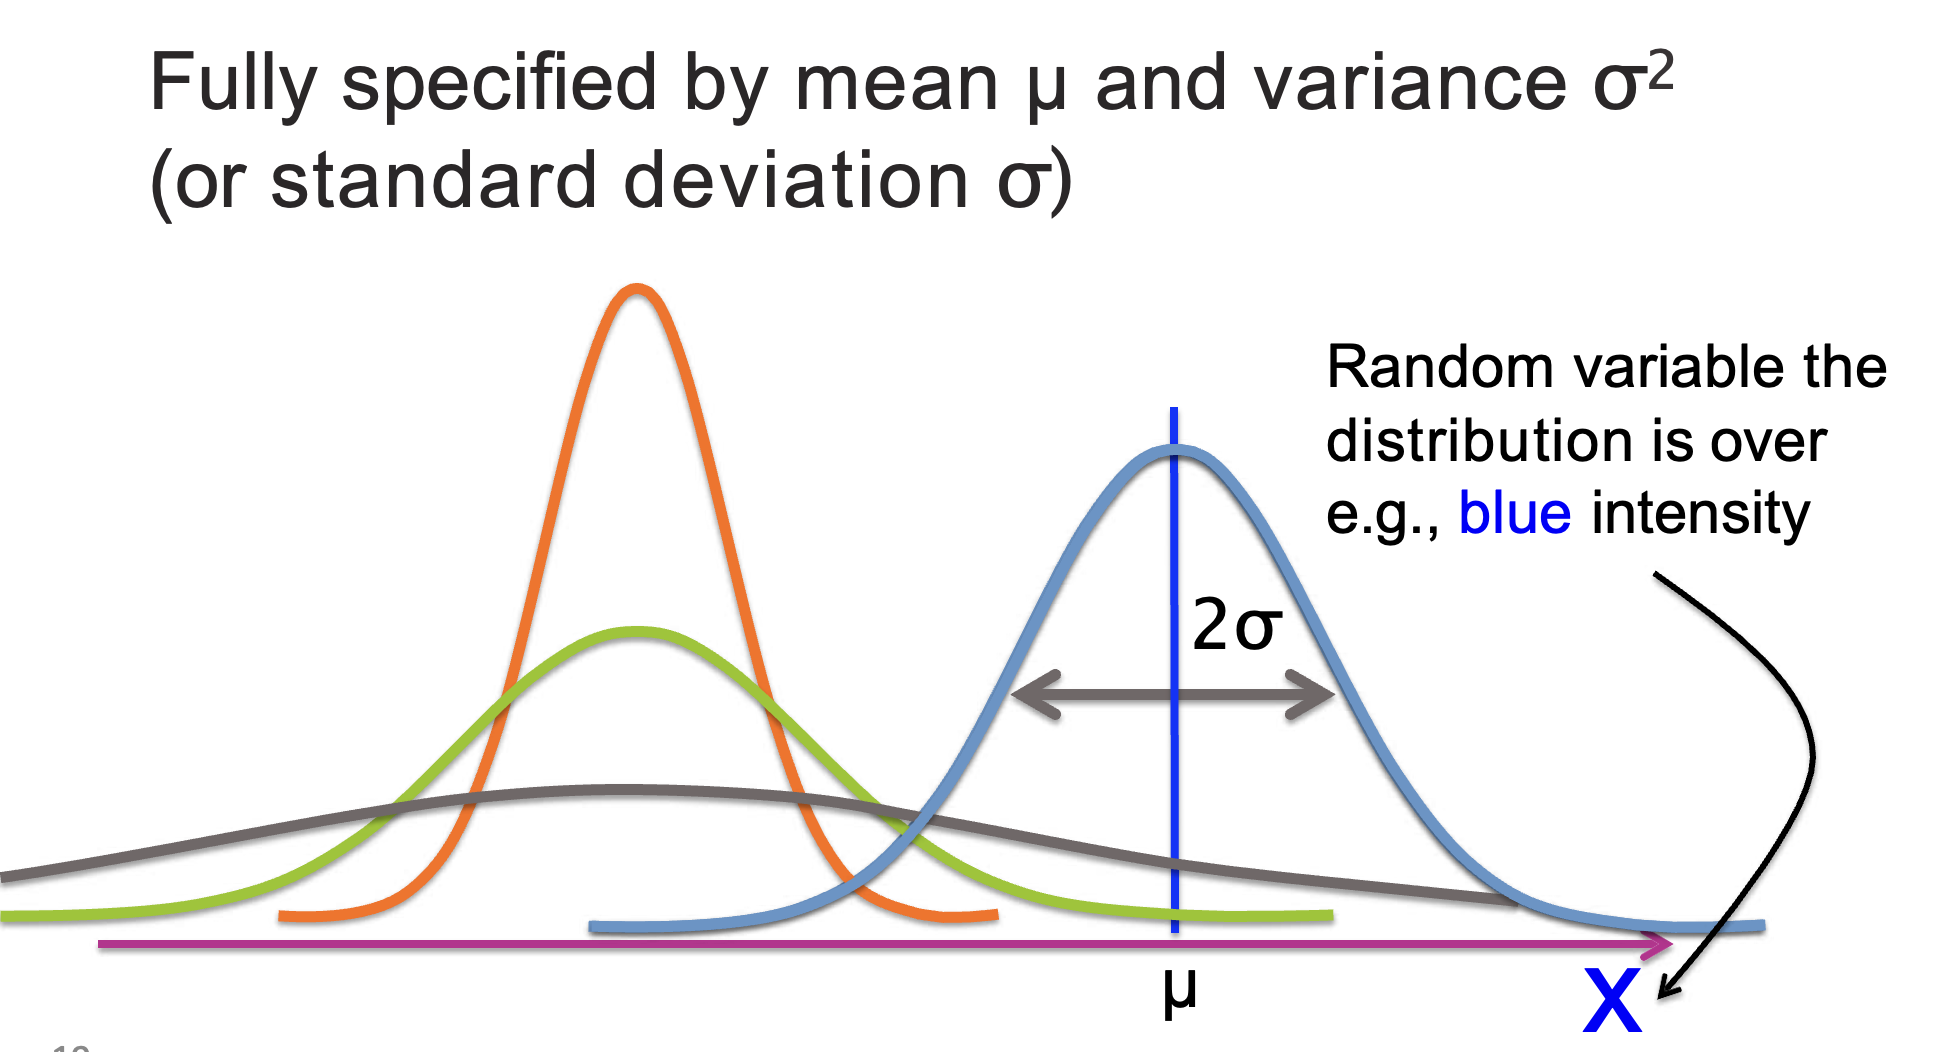 Fully specified by mean μ and variance σ²
(or standard deviation σ)
Random variable the
distribution is over
e.g., blue intensity
2σ
μ
X